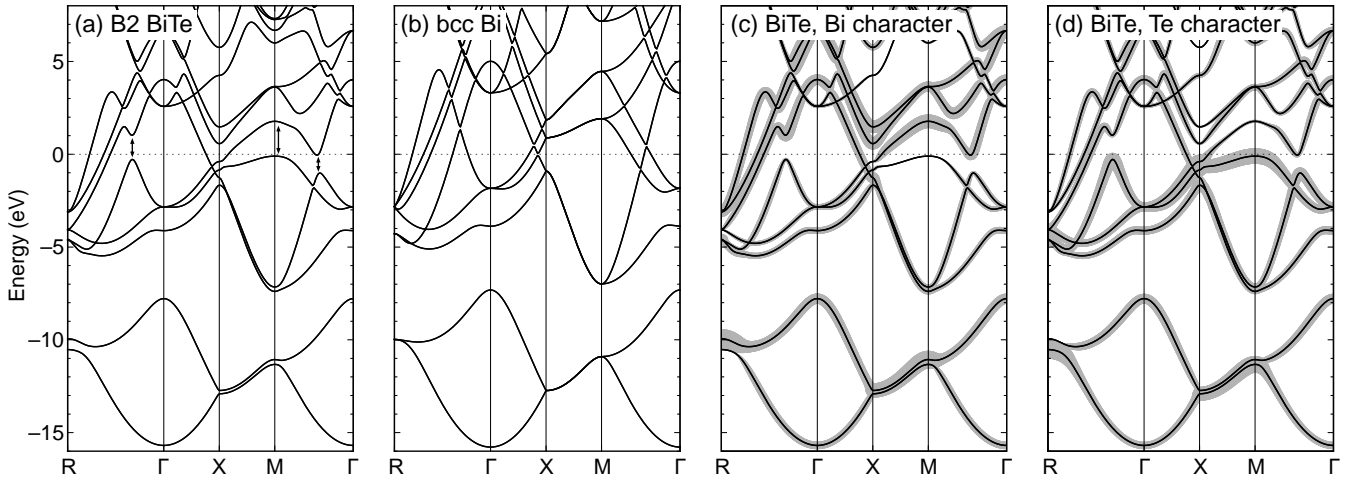 (a) B2 BiTe
(b) bcc Bi
(c) BiTe, Bi character
(d) BiTe, Te character
Energy (eV)
5
0
−5
−10
−15
R Γ X M Γ
R Γ X M Γ
R Γ X M Γ
R Γ X M Γ